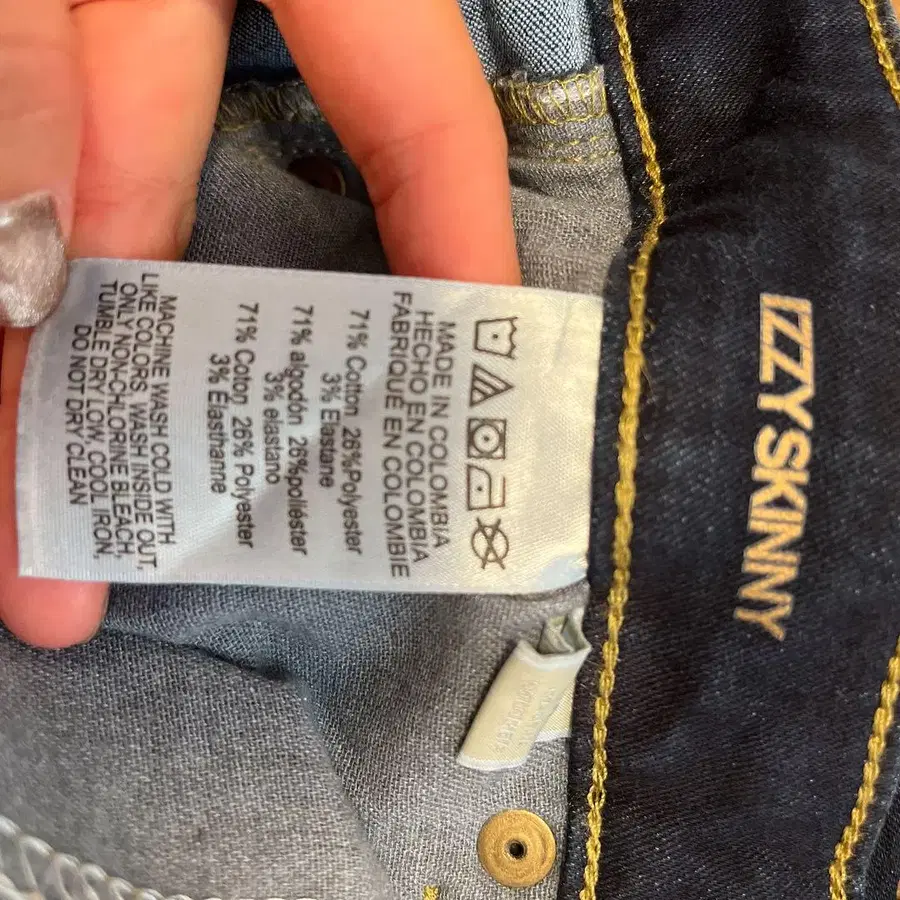 IZZY SKINNY
MADE IN COLOMBIA
HECHO EN COLOMBIA
FABRIQUÉ EN COLOMBIE
71% Cotton 26%Polyester
3% Elastane
71% algodón 26%poliéster
3% elastano
71% Coton 26% Polyester
3% Elasthanne
MACHINE WASH COLD WITH
LIKE COLORS, WASH INSIDE OUT,
ONLY NON-CHLORINE BLEACH,
TUMBLE DRY LOW, COOL IRON,
DO NOT DRY CLEAN